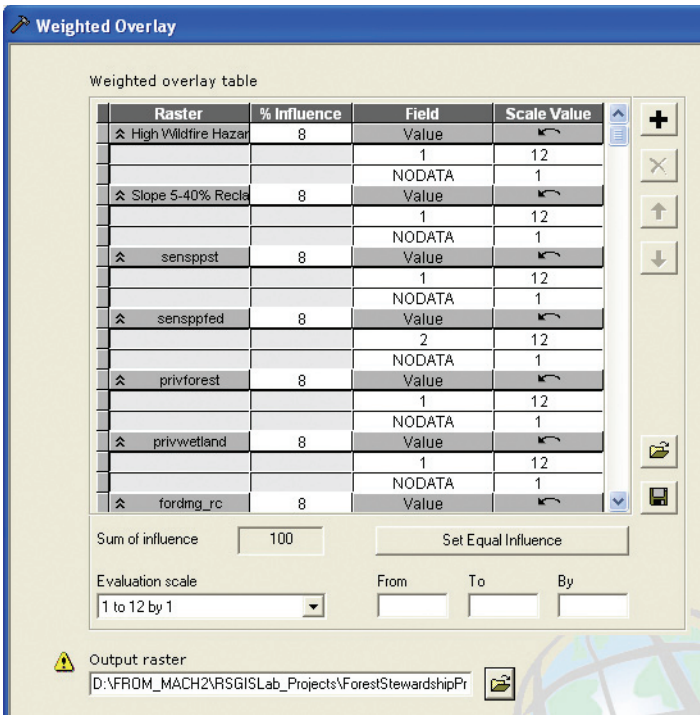 Weighted Overlay
Weighted overlay table
Raster % Influence Field Scale Value
High Wildfire Hazar 8 Value
1 12
NODATA 1
Slope 5-40% Recla 8 Value
1 12
NODATA 1
sensppst 8 Value
1 12
NODATA 1
sensppfed 8 Value
2 12
NODATA 1
privforest 8 Value
1 12
NODATA 1
privwetland 8 Value
1 12
NODATA 1
fordmg_rc 8 Value
Sum of influence 100 Set Equal Influence
Evaluation scale From To By
1 to 12 by 1
Output raster
D:\FROM_MACH2\RSGISLab_Projects\ForestStewardshipPr